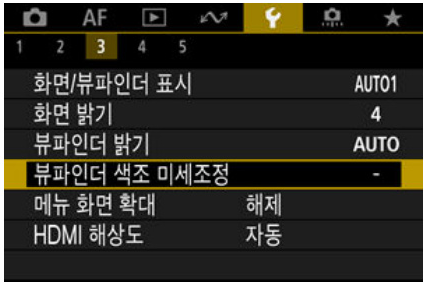 AF
1 2 3 4 5
화면/뷰파인더 표시 AUTO1
화면 밝기 4
뷰파인더 밝기 AUTO
뷰파인더 색조 미세조정 -
메뉴 화면 확대 해제
HDMI 해상도 자동